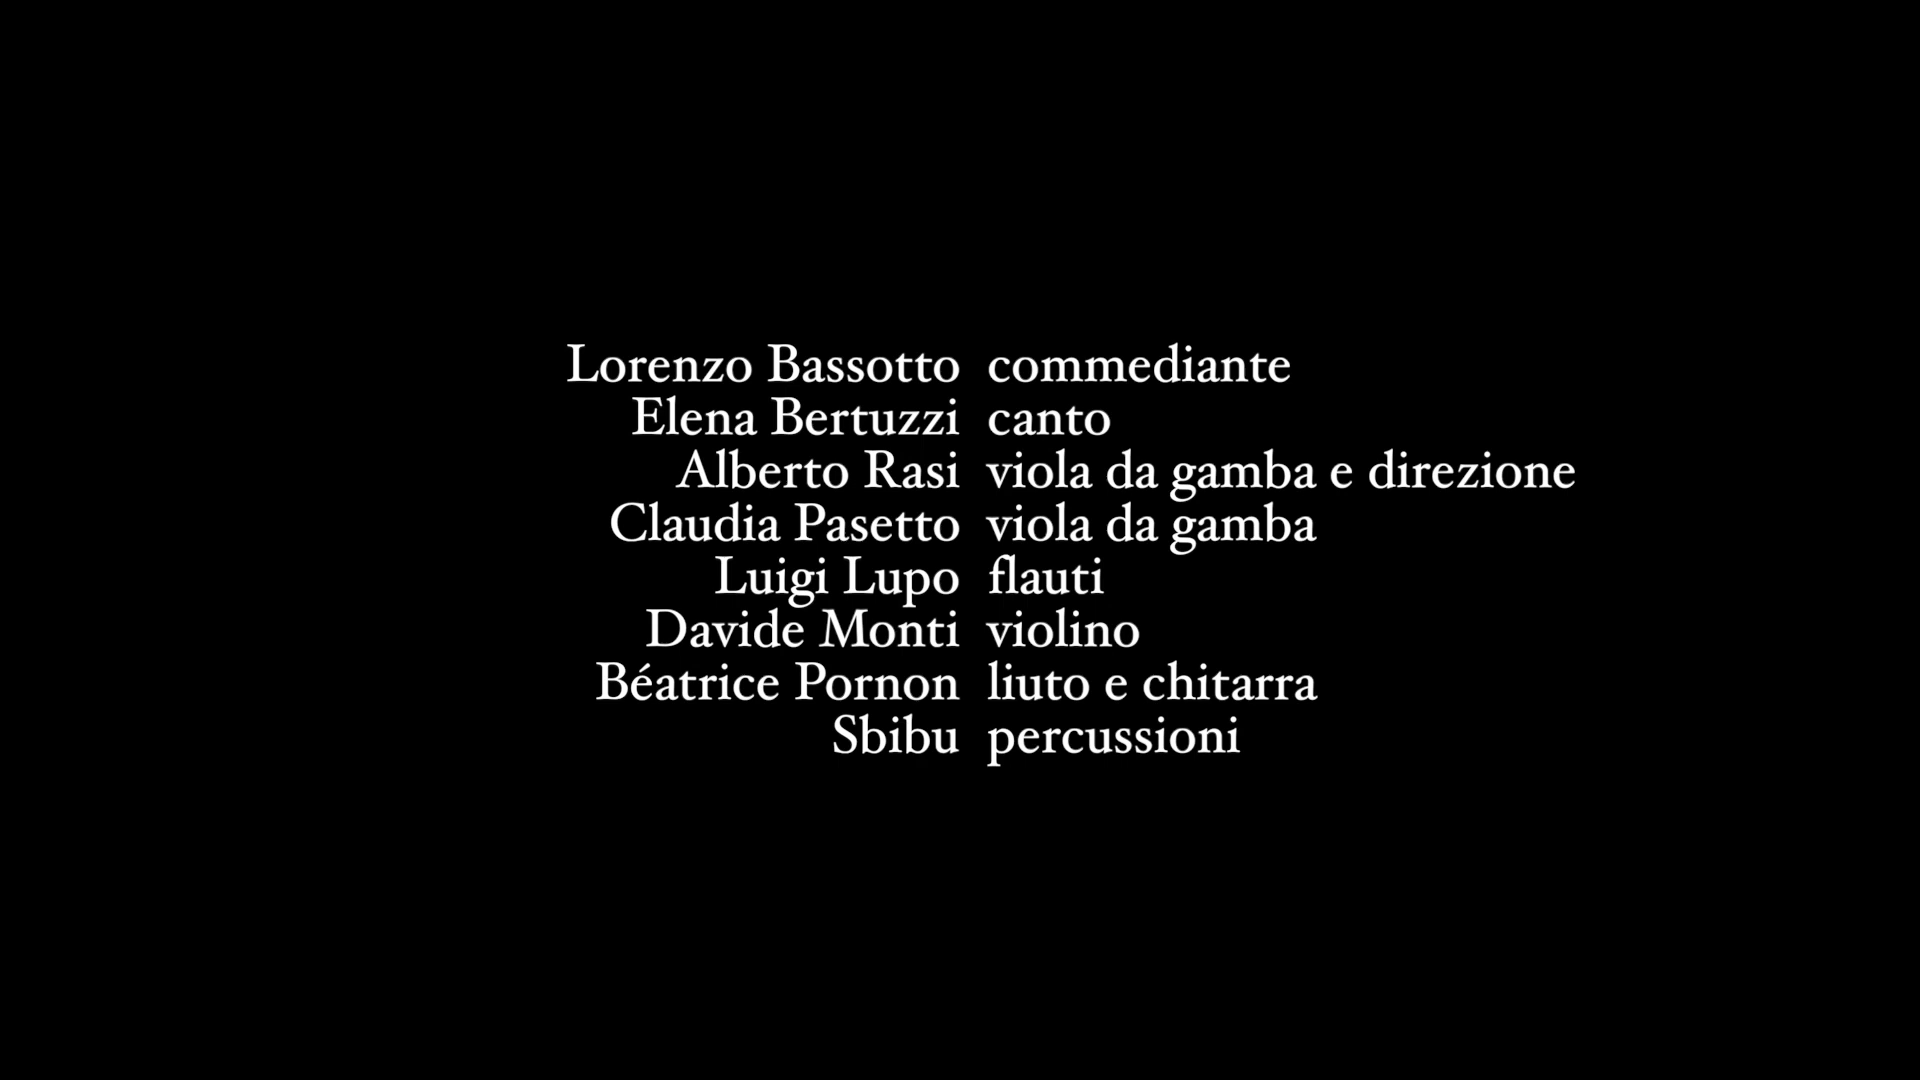 Lorenzo Bassotto commediante
Elena Bertuzzi canto
Alberto Rasi viola da gamba e direzione
Claudia Pasetto viola da gamba
Luigi Lupo flauti
Davide Monti violino
Béatrice Pornon liuto e chitarra
Sbibu percussioni